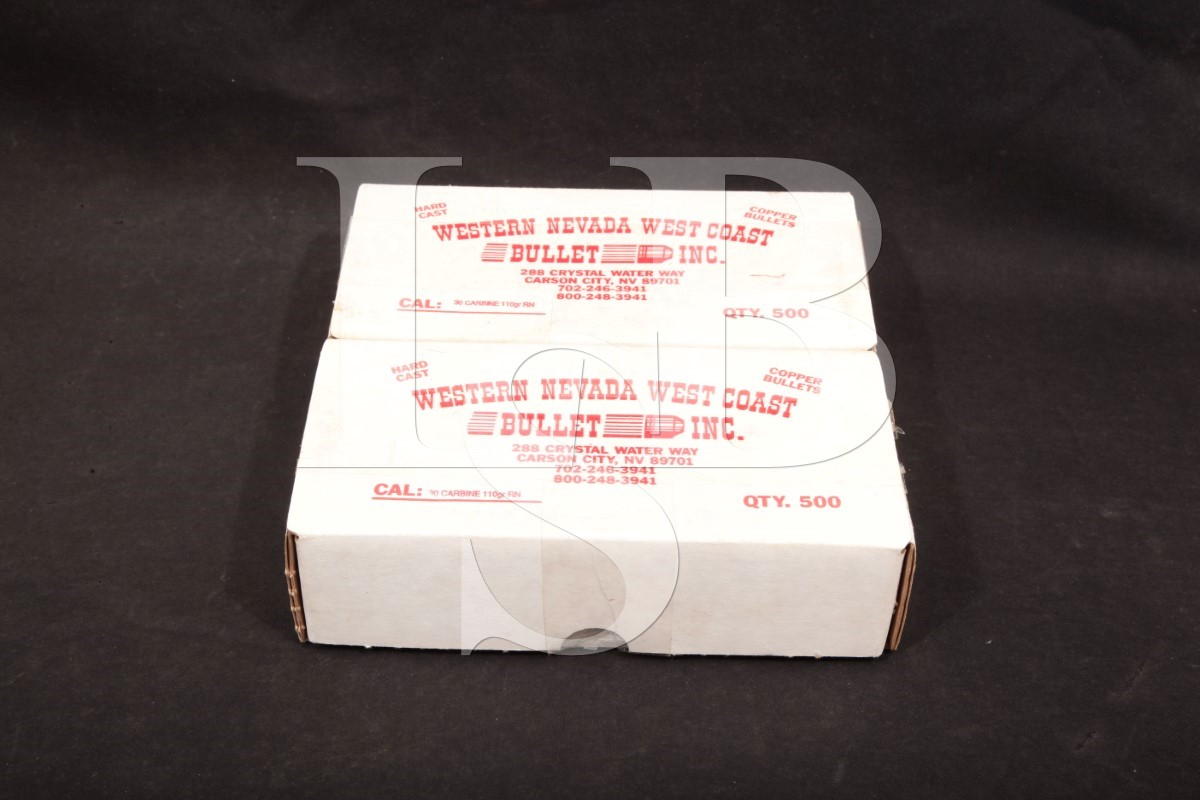 HARD
CAST
COPPER
BULLETS
WESTERN NEVADA WEST COAST
BULLET INC.
288 CRYSTAL WATER WAY
CARSON CITY, NV 89701
702-246-3941
800-248-3941
CAL: 30 CARBINE 110gr RN
QTY. 500
HARD
CAST
COPPER
BULLETS
WESTERN NEVADA WEST COAST
BULLET INC.
288 CRYSTAL WATER WAY
CARSON CITY, NV 89701
702-246-3941
800-248-3941
CAL: 30 CARBINE 110gr RN
QTY. 500
LSB